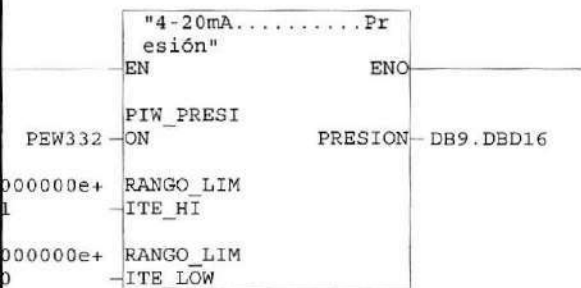 "4-20mA..........Pr
esión"
EN ENO
PIW_PRESI
PEW332 ON PRESION DB9.DBD16
000000e+ RANGO_LIM
1 ITE_HI
000000e+ RANGO_LIM
0 ITE_LOW